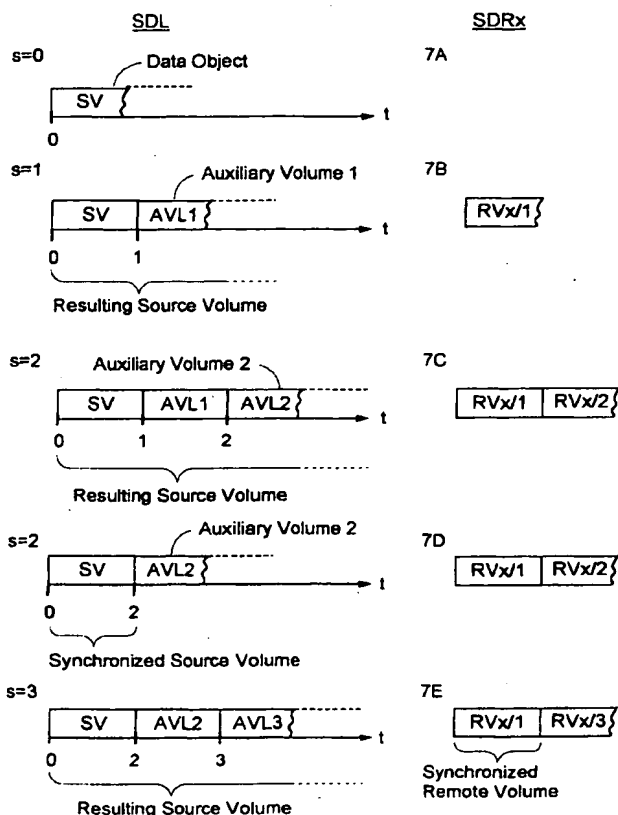 SDL SDRx
s=0 Data Object 7A
SV
t
0
s=1 Auxiliary Volume 1 7B
SV AVL1 RVx/1
t
0 1
Resulting Source Volume
s=2 Auxiliary Volume 2 7C
SV AVL1 AVL2 RVx/1 RVx/2
t
0 1 2
Resulting Source Volume
s=2 Auxiliary Volume 2 7D
SV AVL2 RVx/1 RVx/2
t
0 2
Synchronized Source Volume
s=3 7E
SV AVL2 AVL3 RVx/1 RVx/3
t
0 2 3
Synchronized
Remote Volume
Resulting Source Volume